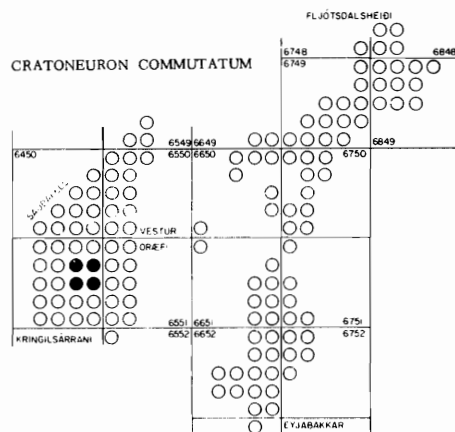 FLJÓTSDALSHEIÐI
6748 6848
6749
CRATONEURON COMMUTATUM
6549 6649 6849
6450 6550 6650 6750
VESTUR
ÖRÆFI
6551 6651 6751
KRINGILSÁRRANI 6552 6652 6752
EYJABAKKAR